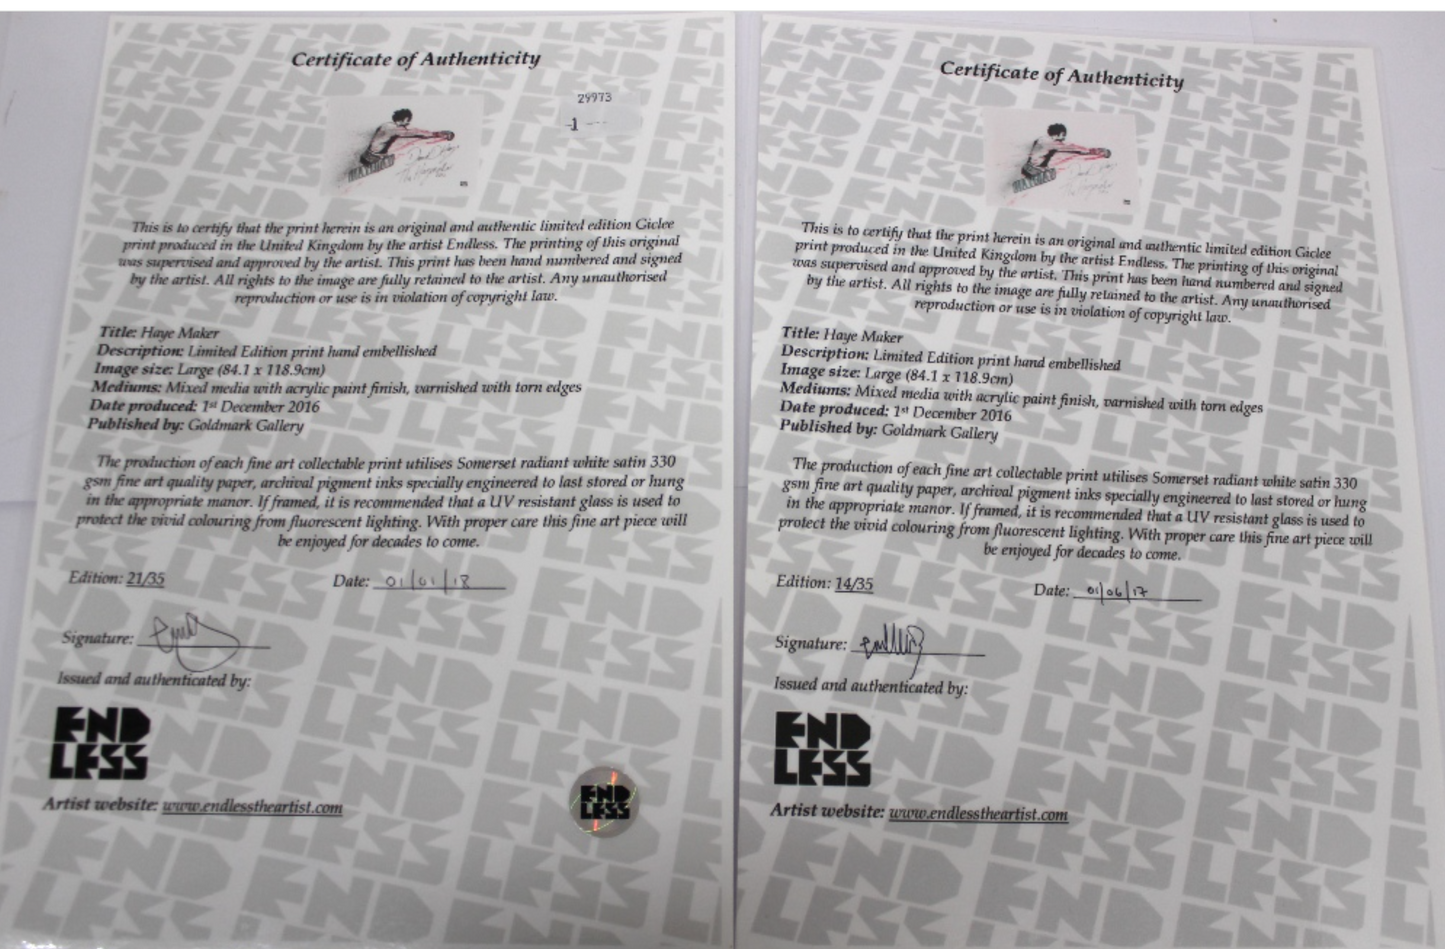 Certificate of Authenticity
29973
-1 ---
This is to certify that the print herein is an original and authentic limited edition Giclee
print produced in the United Kingdom by the artist Endless. The printing of this original
was supervised and approved by the artist. This print has been hand numbered and signed
by the artist. All rights to the image are fully retained to the artist. Any unauthorised
reproduction or use is in violation of copyright law.
Title: Haye Maker
Description: Limited Edition print hand embellished
Image size: Large (84.1 x 118.9cm)
Mediums: Mixed media with acrylic paint finish, varnished with torn edges
Date produced: 1st December 2016
Published by: Goldmark Gallery
The production of each fine art collectable print utilises Somerset radiant white satin 330
gsm fine art quality paper, archival pigment inks specially engineered to last stored or hung
in the appropriate manor. If framed, it is recommended that a UV resistant glass is used to
protect the vivid colouring from fluorescent lighting. With proper care this fine art piece will
be enjoyed for decades to come.
Edition: 21/35 Date: 01/01/18
Signature:
Issued and authenticated by:
END
LESS
Artist website: www.endlesstheartist.com
END
LESS
Certificate of Authenticity
This is to certify that the print herein is an original and authentic limited edition Giclee
print produced in the United Kingdom by the artist Endless. The printing of this original
was supervised and approved by the artist. This print has been hand numbered and signed
by the artist. All rights to the image are fully retained to the artist. Any unauthorised
reproduction or use is in violation of copyright law.
Title: Haye Maker
Description: Limited Edition print hand embellished
Image size: Large (84.1 x 118.9cm)
Mediums: Mixed media with acrylic paint finish, varnished with torn edges
Date produced: 1st December 2016
Published by: Goldmark Gallery
The production of each fine art collectable print utilises Somerset radiant white satin 330
gsm fine art quality paper, archival pigment inks specially engineered to last stored or hung
in the appropriate manor. If framed, it is recommended that a UV resistant glass is used to
protect the vivid colouring from fluorescent lighting. With proper care this fine art piece will
be enjoyed for decades to come.
Edition: 14/35 Date: 01/06/17
Signature:
Issued and authenticated by:
END
LESS
Artist website: www.endlesstheartist.com